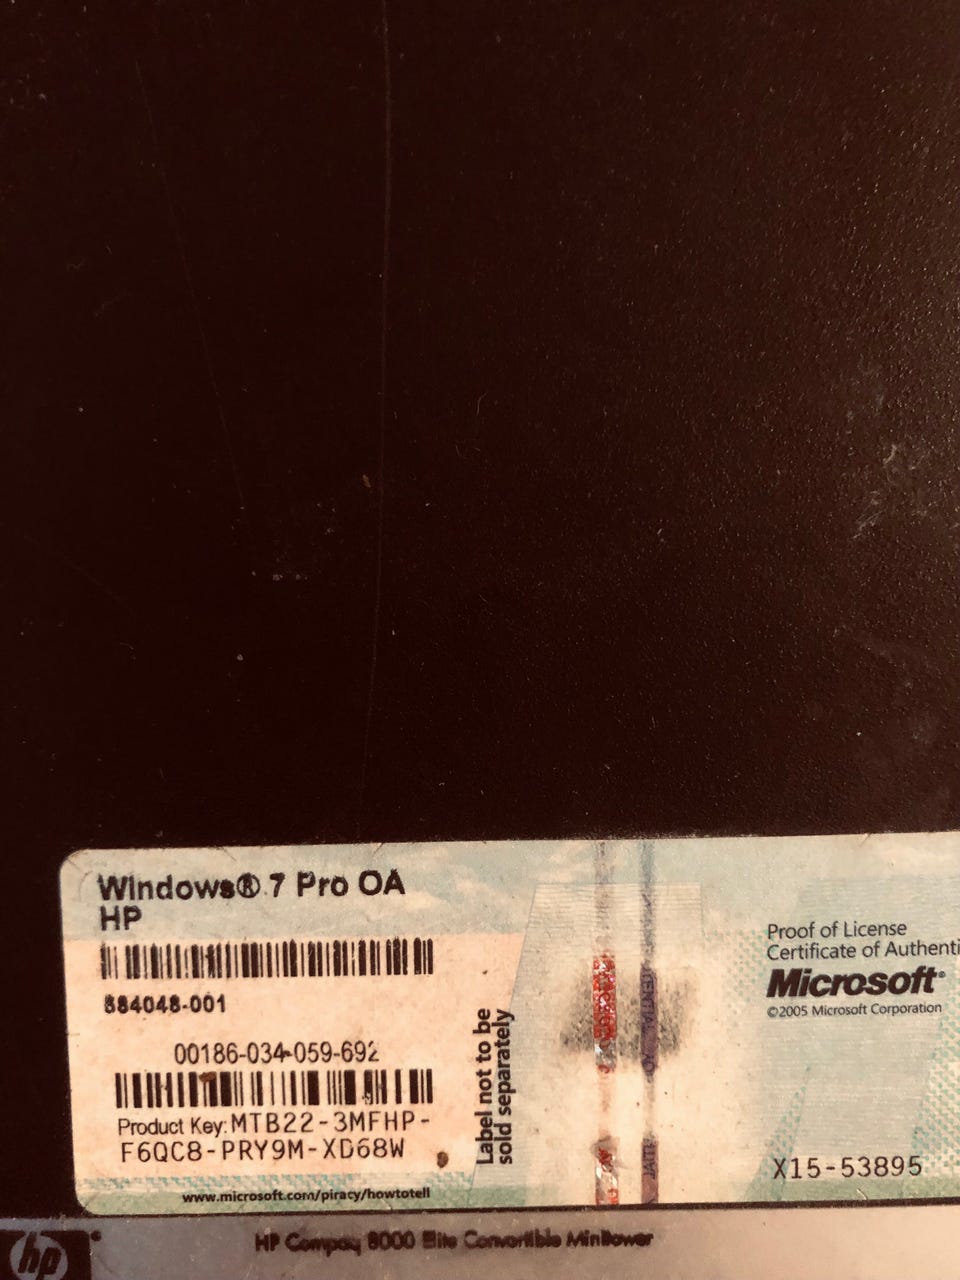 Windows® 7 Pro OA
HP
584048-001
00186-034-059-692
Product Key: MTB22-3MFHP-
F6QC8-PRY9M-XD68W
www.microsoft.com/piracy/howtotell
Label not to be
sold separately
Proof of License
Certificate of Authenti
Microsoft®
©2005 Microsoft Corporation
X15-53895
hp
HP Compaq 8000 Elite Convertible MiniTower